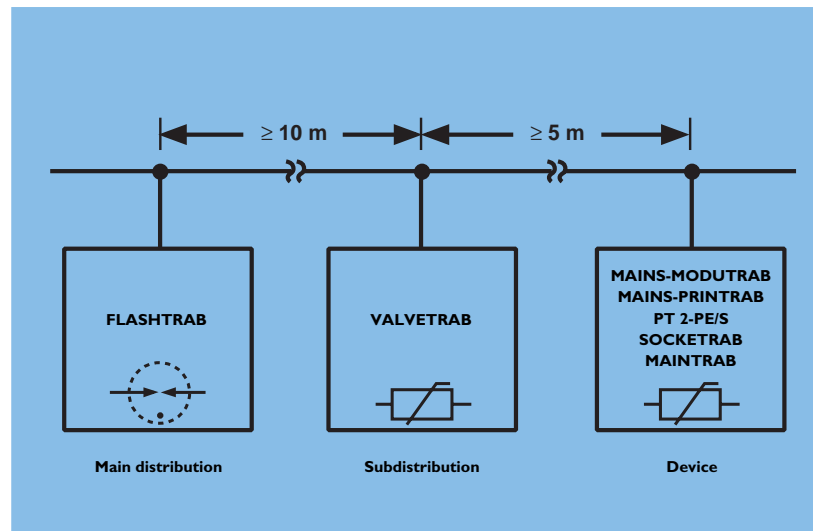 ≥ 10 m
≥ 5 m
FLASHTRAB
VALVETRAB
MAINS-MODUTRAB
MAINS-PRINTRAB
PT 2-PE/S
SOCKETRAB
MAINTRAB
Main distribution
Subdistribution
Device